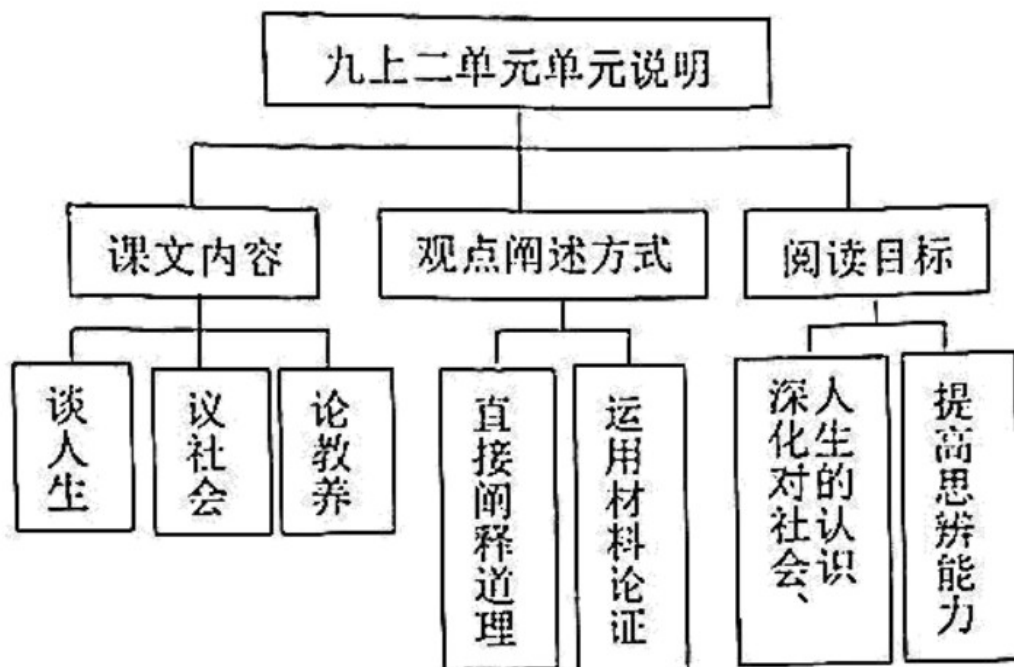 九上二单元单元说明
课文内容
观点阐述方式
阅读目标
谈人生
议社会
论教养
直接阐释道理
运用材料论证
深化对社会、
人生的认识
提高思辨能力